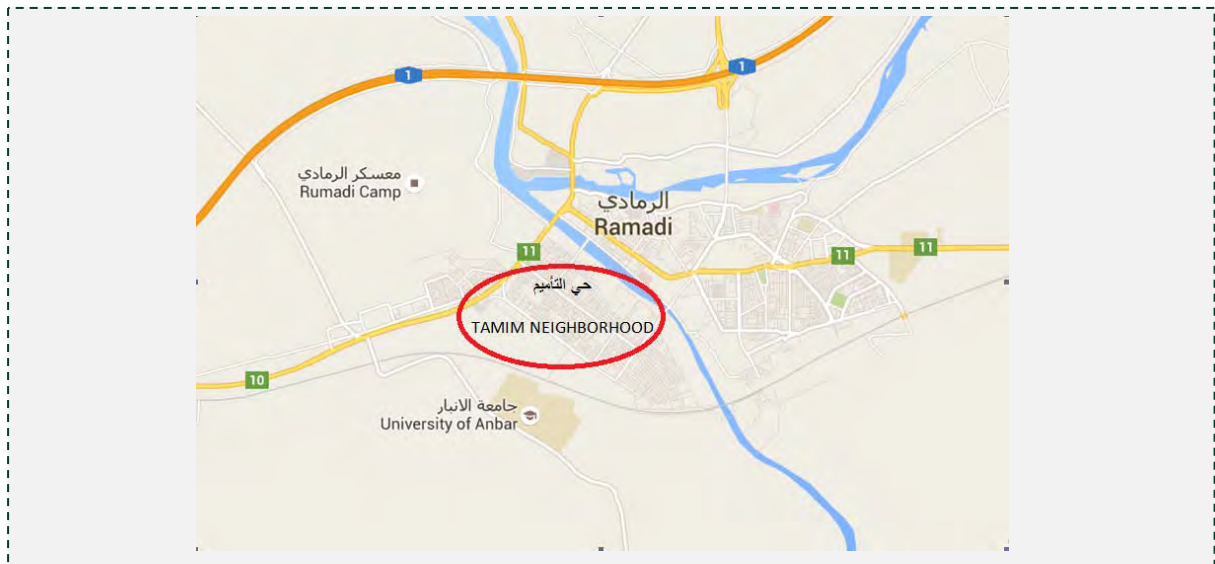 1
1
معسكر الرمادي
Rumadi Camp
الرمادي
Ramadi
11
11
11
حي التأميم
TAMIM NEIGHBORHOOD
10
جامعة الانبار
University of Anbar